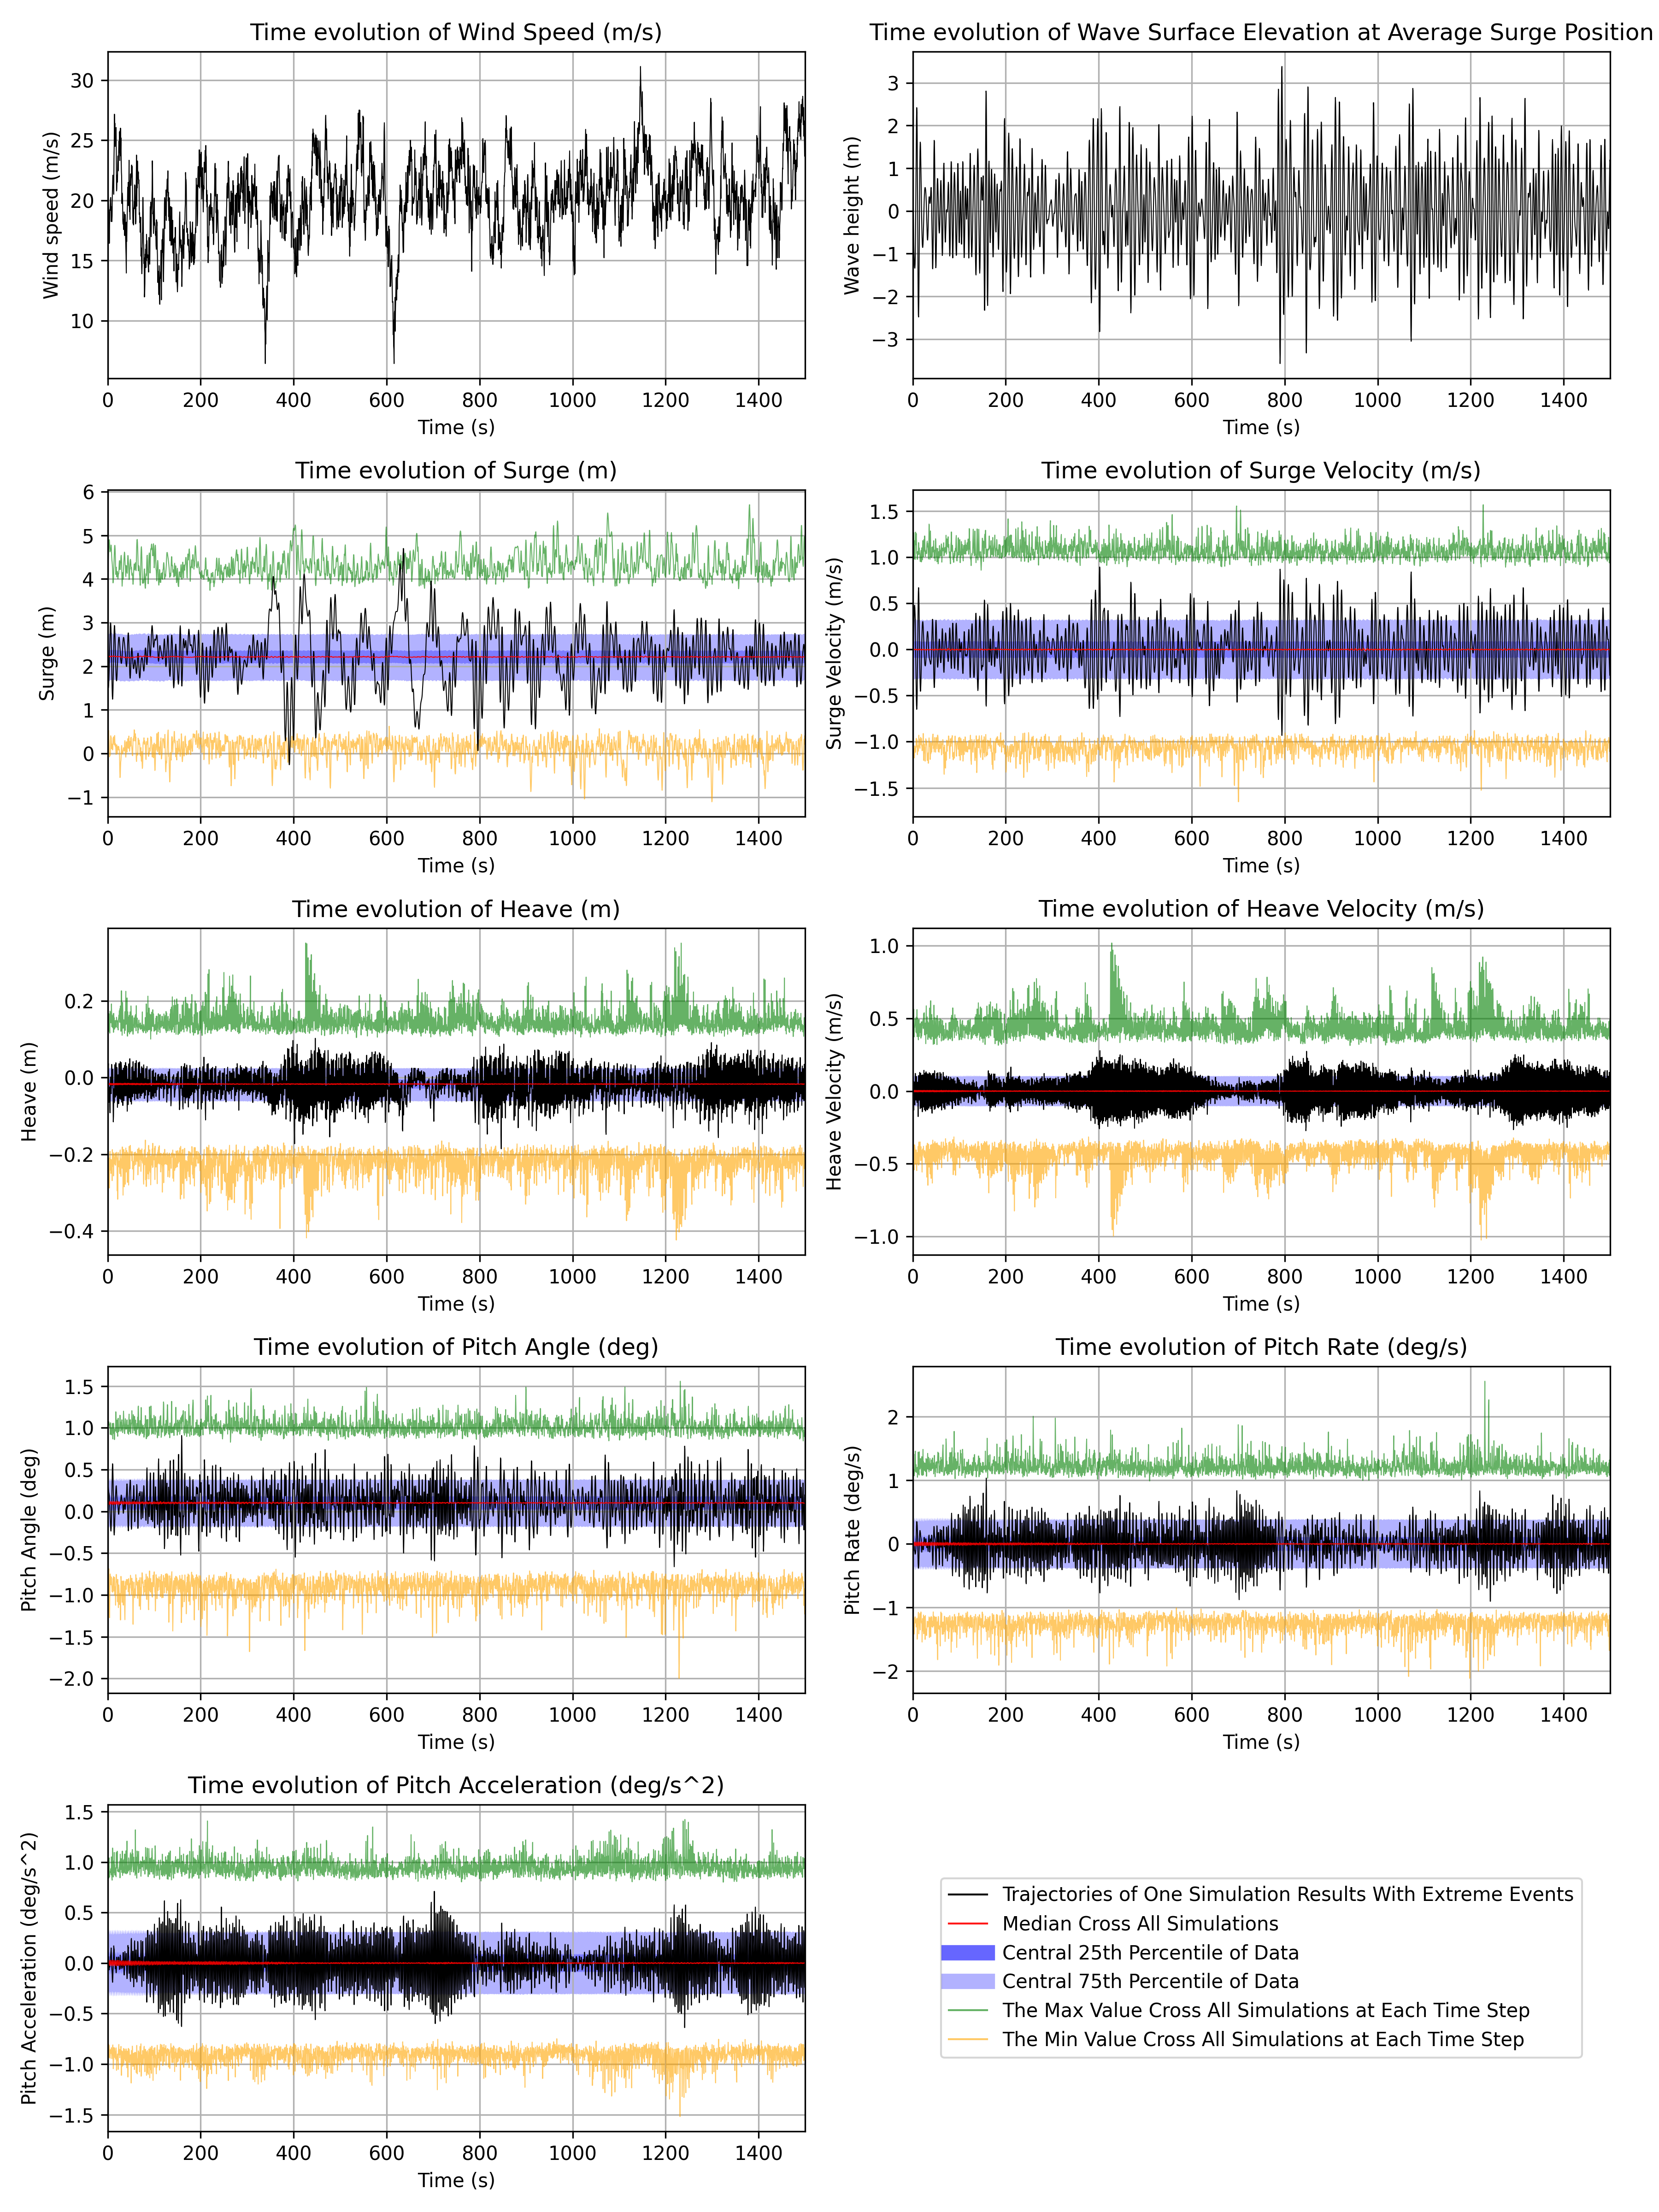 Time evolution of Wind Speed (m/s)
Wind speed (m/s)
30
25
20
15
10
0 200 400 600 800 1000 1200 1400
Time (s)
Time evolution of Wave Surface Elevation at Average Surge Position
Wave height (m)
3
2
1
0
−1
−2
−3
0 200 400 600 800 1000 1200 1400
Time (s)
Time evolution of Surge (m)
Surge (m)
6
5
4
3
2
1
0
−1
0 200 400 600 800 1000 1200 1400
Time (s)
Time evolution of Surge Velocity (m/s)
Surge Velocity (m/s)
1.5
1.0
0.5
0.0
−0.5
−1.0
−1.5
0 200 400 600 800 1000 1200 1400
Time (s)
Time evolution of Heave (m)
Heave (m)
0.2
0.0
−0.2
−0.4
0 200 400 600 800 1000 1200 1400
Time (s)
Time evolution of Heave Velocity (m/s)
Heave Velocity (m/s)
1.0
0.5
0.0
−0.5
−1.0
0 200 400 600 800 1000 1200 1400
Time (s)
Time evolution of Pitch Angle (deg)
Pitch Angle (deg)
1.5
1.0
0.5
0.0
−0.5
−1.0
−1.5
−2.0
0 200 400 600 800 1000 1200 1400
Time (s)
Time evolution of Pitch Rate (deg/s)
Pitch Rate (deg/s)
2
1
0
−1
−2
0 200 400 600 800 1000 1200 1400
Time (s)
Time evolution of Pitch Acceleration (deg/s^2)
Pitch Acceleration (deg/s^2)
1.5
1.0
0.5
0.0
−0.5
−1.0
−1.5
0 200 400 600 800 1000 1200 1400
Time (s)
Trajectories of One Simulation Results With Extreme Events
Median Cross All Simulations
Central 25th Percentile of Data
Central 75th Percentile of Data
The Max Value Cross All Simulations at Each Time Step
The Min Value Cross All Simulations at Each Time Step